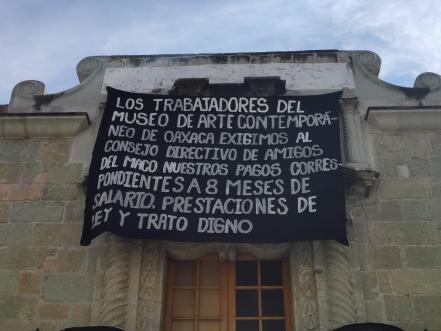 LOS TRABAJADORES DEL
MUSEO DE ARTE CONTEMPORÁ-
NEO DE OAXACA EXIGIMOS AL
CONSEJO DIRECTIVO DE AMIGOS
DEL MACO NUESTROS PAGOS CORRES-
PONDIENTES A 8 MESES DE
SALARIO. PRESTACIONES DE
LEY Y TRATO DIGNO